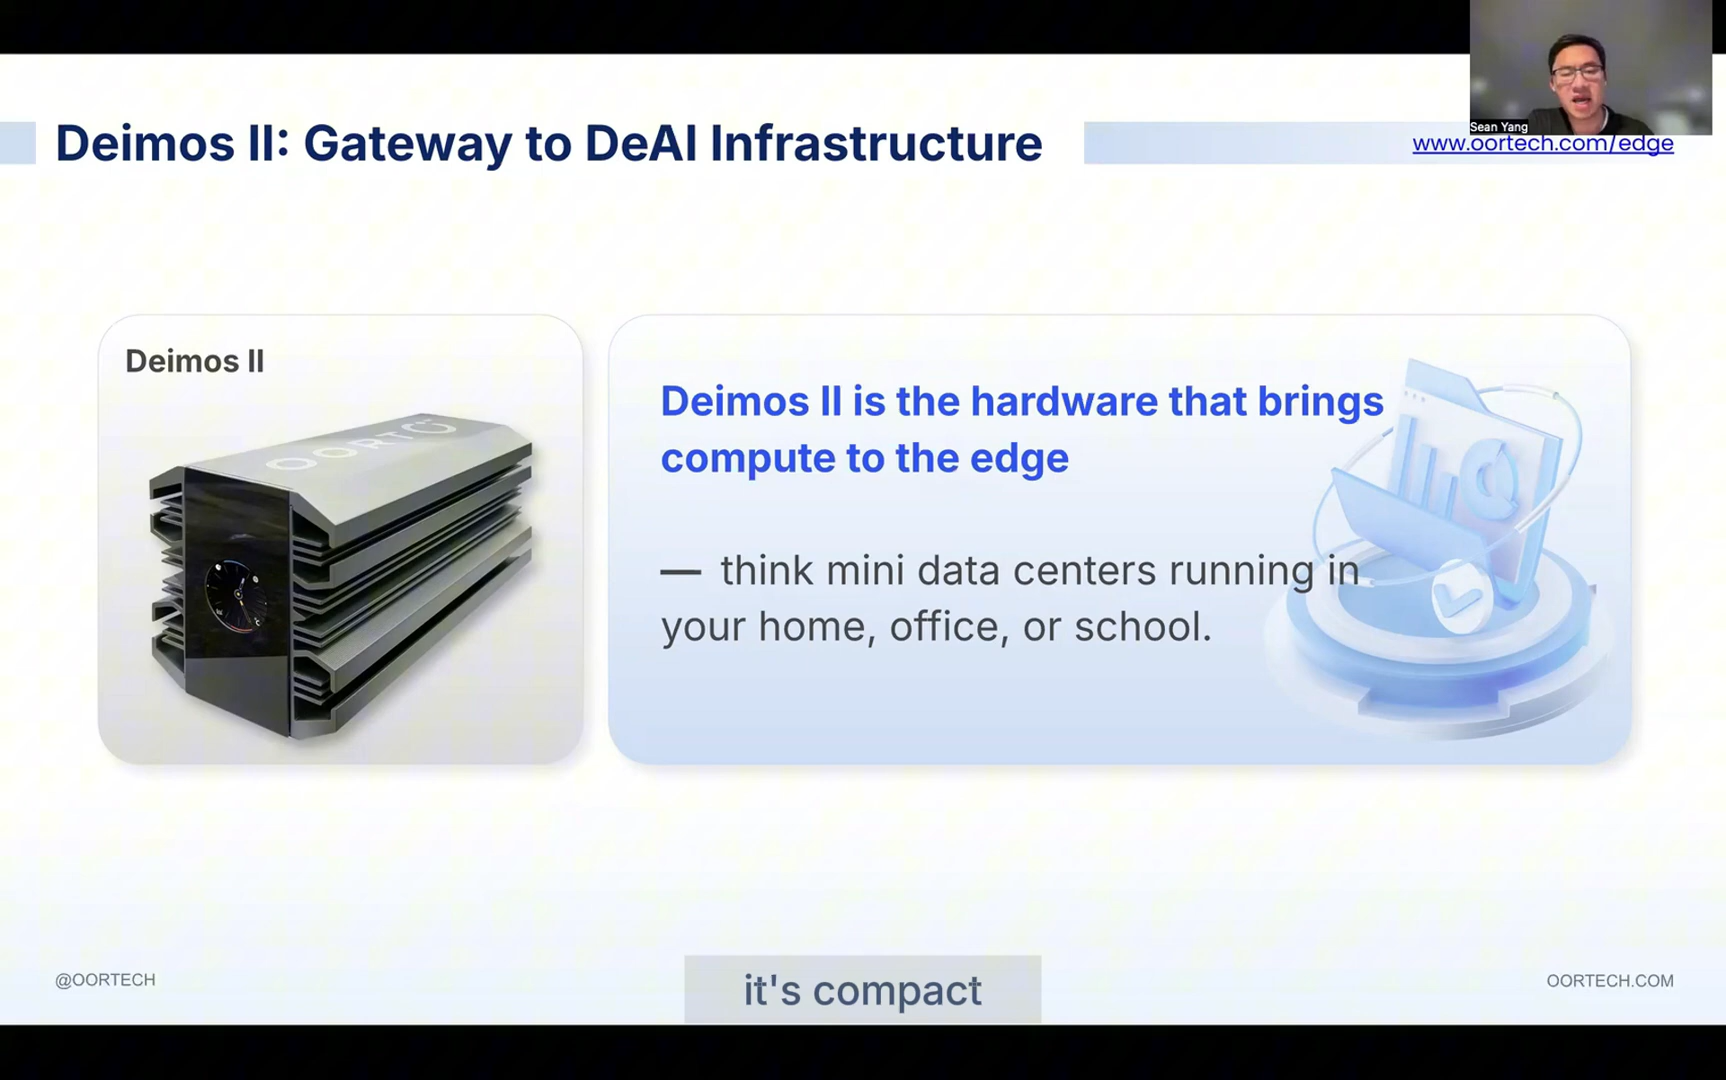 Sean Yang
Deimos II: Gateway to DeAI Infrastructure
www.oortech.com/edge
Deimos II
OORT
Deimos II is the hardware that brings
compute to the edge
— think mini data centers running in
your home, office, or school.
it's compact
@OORTECH
OORTECH.COM